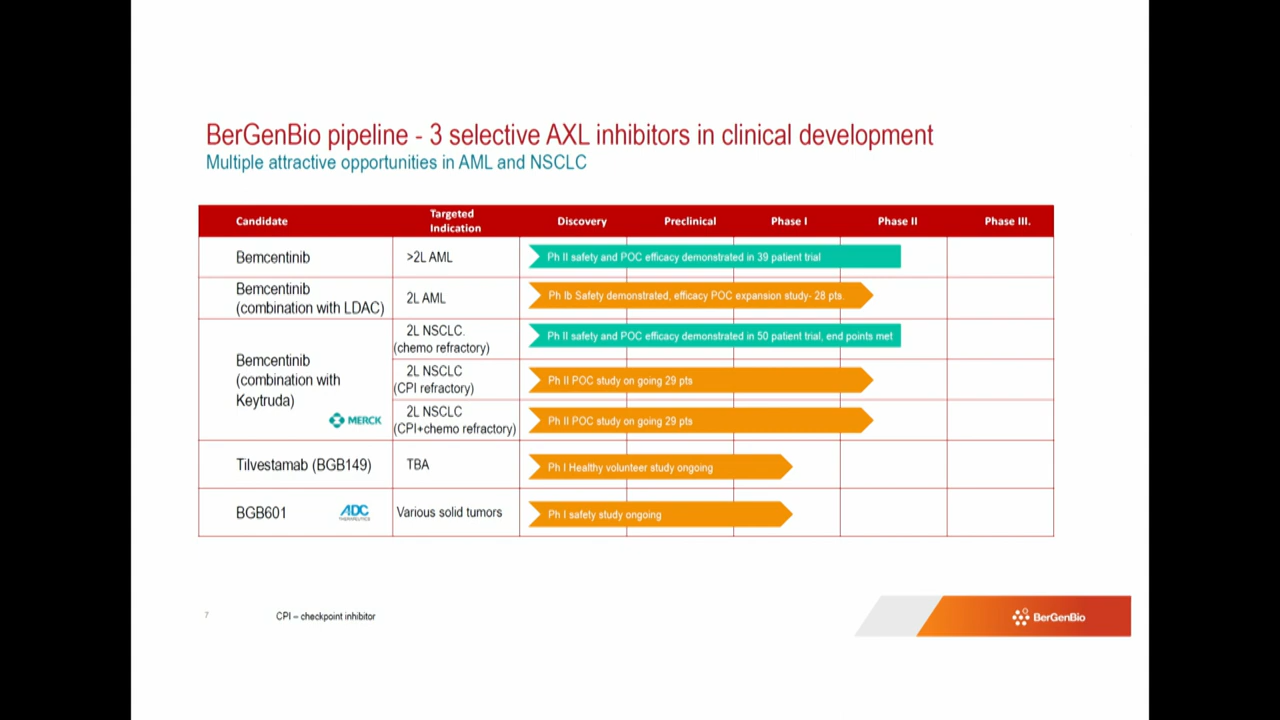 BerGenBio pipeline - 3 selective AXL inhibitors in clinical development
Multiple attractive opportunities in AML and NSCLC
Candidate
Targeted
Indication
Discovery
Preclinical
Phase I
Phase II
Phase III.
Bemcentinib
>2L AML
Ph II safety and POC efficacy demonstrated in 39 patient trial
Bemcentinib
(combination with LDAC)
2L AML
Ph Ib Safety demonstrated, efficacy POC expansion study- 28 pts.
Bemcentinib
(combination with
Keytruda)
MERCK
2L NSCLC.
(chemo refractory)
Ph II safety and POC efficacy demonstrated in 50 patient trial, end points met
2L NSCLC
(CPI refractory)
Ph II POC study on going 29 pts
2L NSCLC
(CPI+chemo refractory)
Ph II POC study on going 29 pts
Tilvestamab (BGB149)
TBA
Ph I Healthy volunteer study ongoing
BGB601
ADC
THERAPEUTICS
Various solid tumors
Ph I safety study ongoing
7
CPI – checkpoint inhibitor
BerGenBio